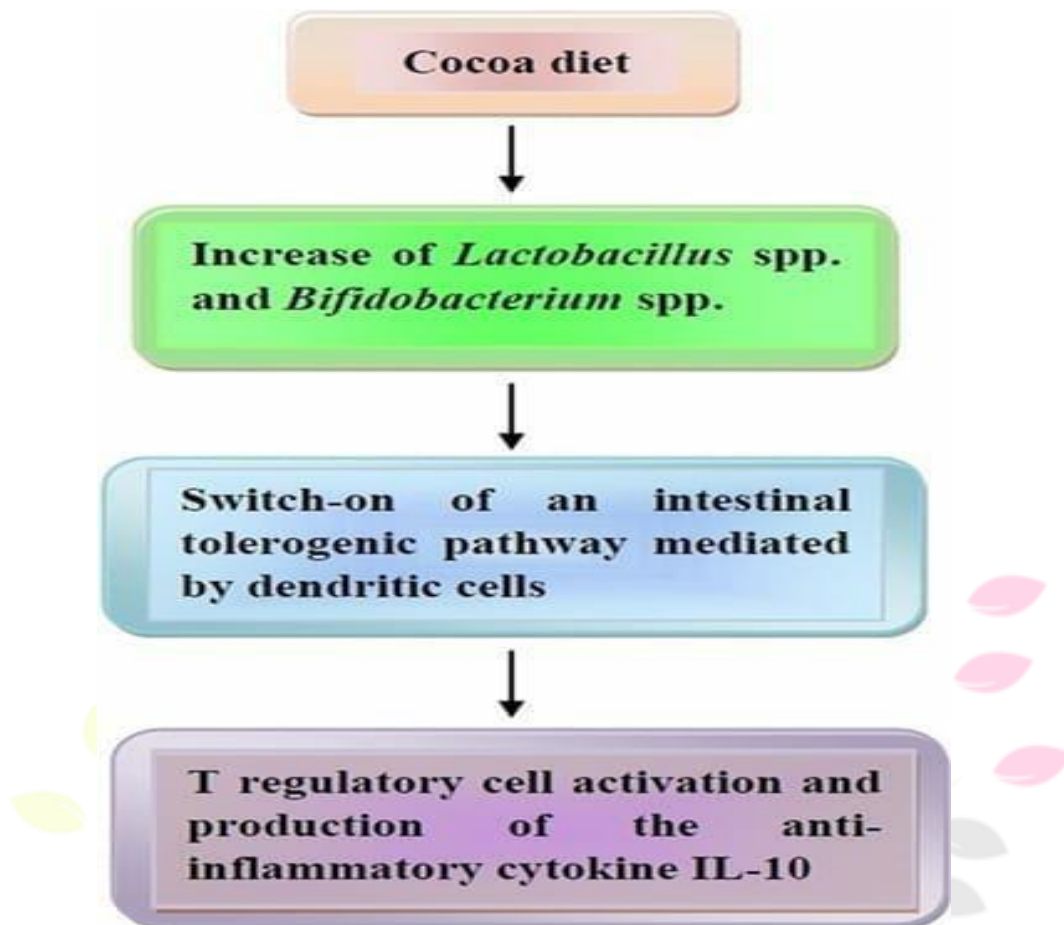 Cocoa diet
Increase of Lactobacillus spp.
and Bifidobacterium spp.
Switch-on of an intestinal
tolerogenic pathway mediated
by dendritic cells
T regulatory cell activation and
production of the anti-
inflammatory cytokine IL-10